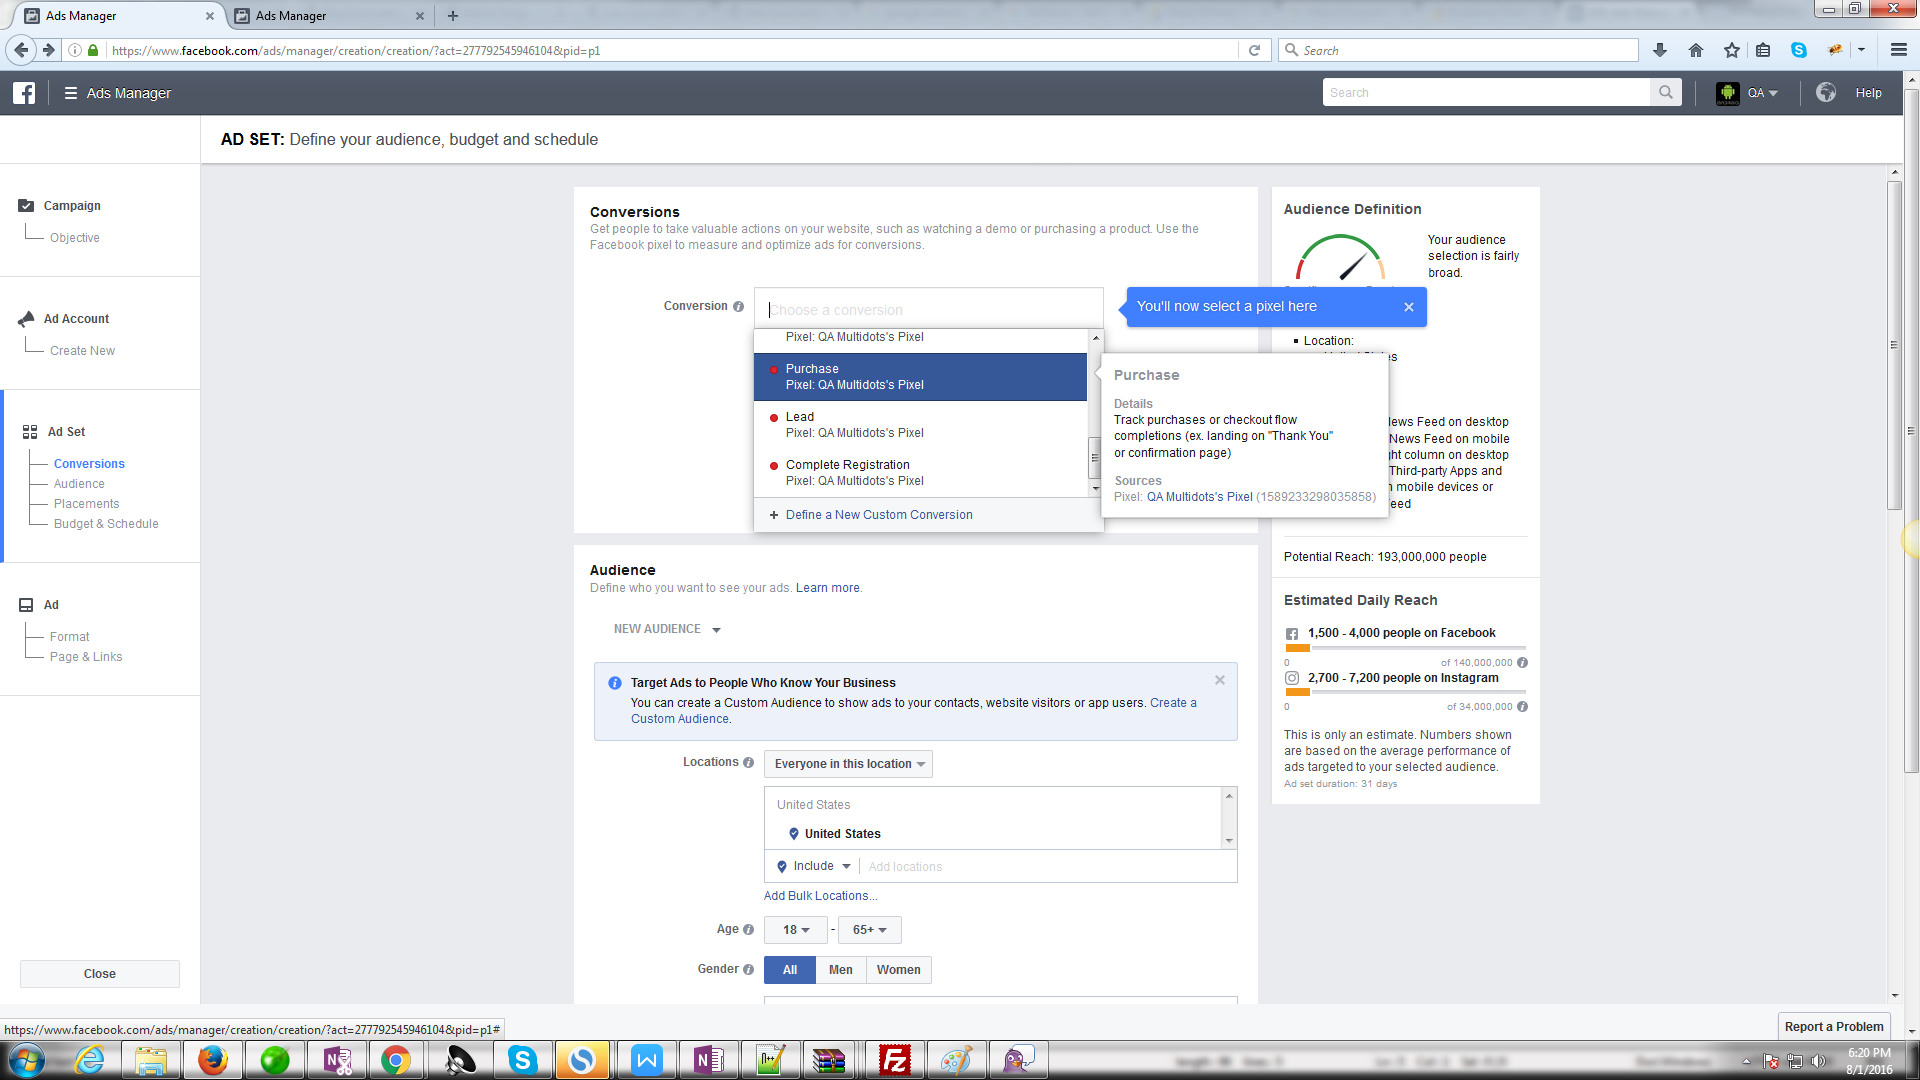 Ads Manager
Ads Manager
https://www.facebook.com/ads/manager/creation/creation/?act=277792545946104&pid=p1
Search
Ads Manager
Search
QA
Help
AD SET: Define your audience, budget and schedule
Campaign
Objective
Ad Account
Create New
Ad Set
Conversions
Audience
Placements
Budget & Schedule
Ad
Format
Page & Links
Close
Conversions
Get people to take valuable actions on your website, such as watching a demo or purchasing a product. Use the
Facebook pixel to measure and optimize ads for conversions.
Conversion
Choose a conversion
Pixel: QA Multidots's Pixel
Purchase
Pixel: QA Multidots's Pixel
Lead
Pixel: QA Multidots's Pixel
Complete Registration
Pixel: QA Multidots's Pixel
+ Define a New Custom Conversion
You'll now select a pixel here
Purchase
Details
Track purchases or checkout flow
completions (ex. landing on "Thank You"
or confirmation page)
Sources
Pixel: QA Multidots's Pixel (1589233298035858)
Audience
Define who you want to see your ads. Learn more.
NEW AUDIENCE
Target Ads to People Who Know Your Business
You can create a Custom Audience to show ads to your contacts, website visitors or app users. Create a
Custom Audience.
Locations
Everyone in this location
United States
United States
Include
Add locations
Add Bulk Locations...
Age
18 - 65+
Gender
All Men Women
Audience Definition
Your audience
selection is fairly
broad.
Location:
News Feed on desktop
News Feed on mobile
column on desktop
Third-party Apps and
mobile devices or
Potential Reach: 193,000,000 people
Estimated Daily Reach
1,500 - 4,000 people on Facebook
0 of 140,000,000
2,700 - 7,200 people on Instagram
0 of 34,000,000
This is only an estimate. Numbers shown
are based on the average performance of
ads targeted to your selected audience.
Ad set duration: 31 days
Report a Problem
https://www.facebook.com/ads/manager/creation/creation/?act=277792545946104&pid=p1#
6:20 PM
8/1/2016